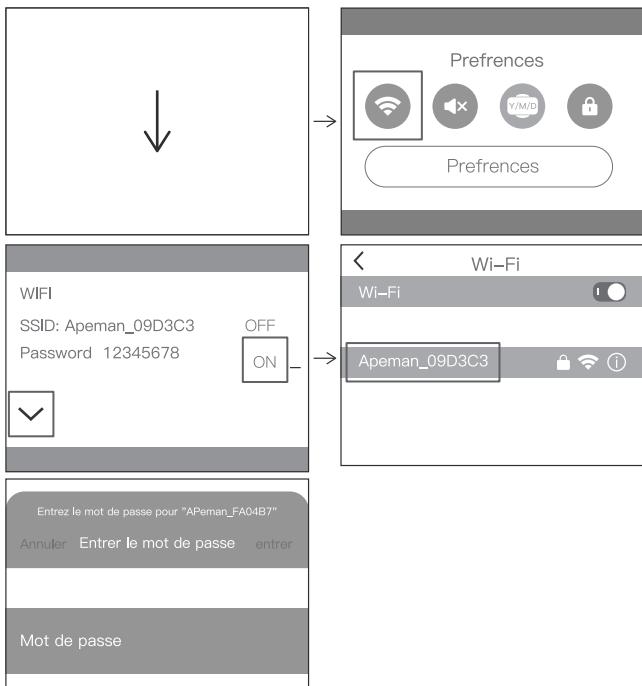 Prefrences
Y/M/D
Prefrences
WIFI
SSID: Apeman_09D3C3 OFF
Password 12345678 ON
Wi-Fi
Wi-Fi
Apeman_09D3C3
Entrez le mot de passe pour "APeman_FA04B7"
Annuler Entrer le mot de passe entrer
Mot de passe